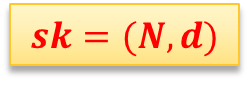 sk = (N, d)